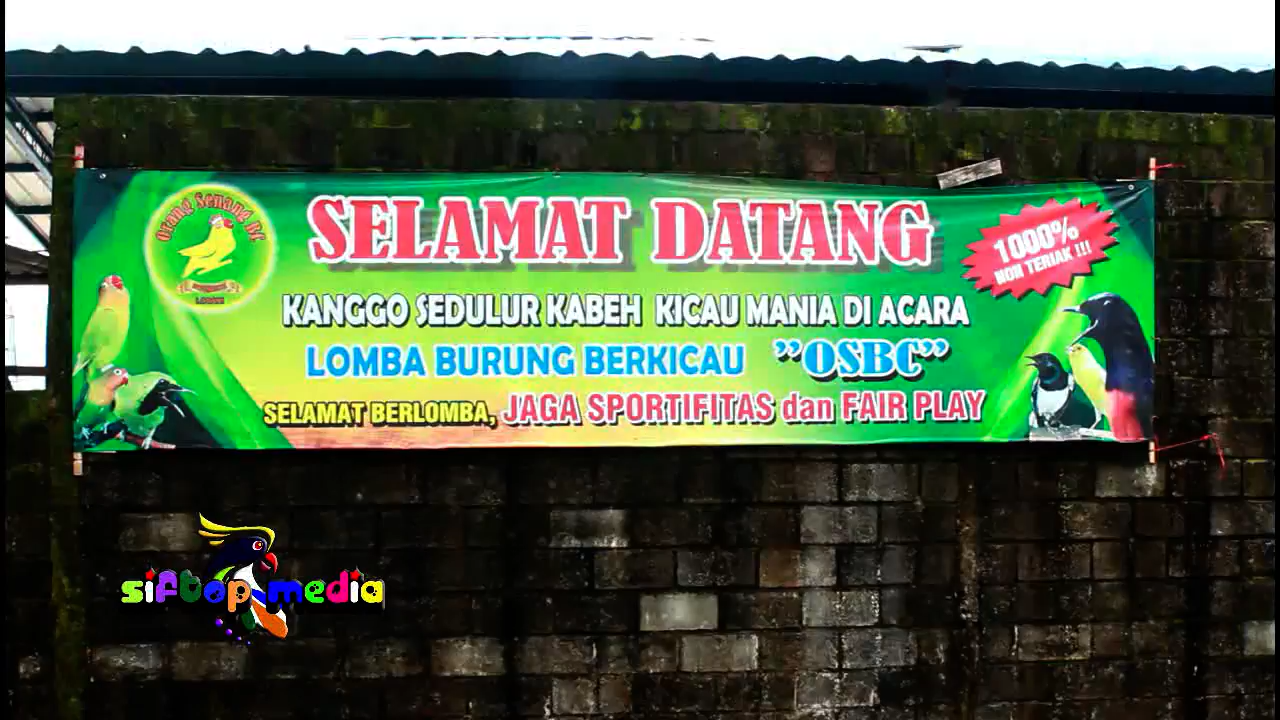 Orang Senang BC
SELAMAT DATANG
1000%
NON TERIAK !!!
KANGGO SEDULUR KABEH KICAU MANIA DI ACARA
LOMBA BURUNG BERKICAU "OSBC"
SELAMAT BERLOMBA, JAGA SPORTIFITAS dan FAIR PLAY
siftop media